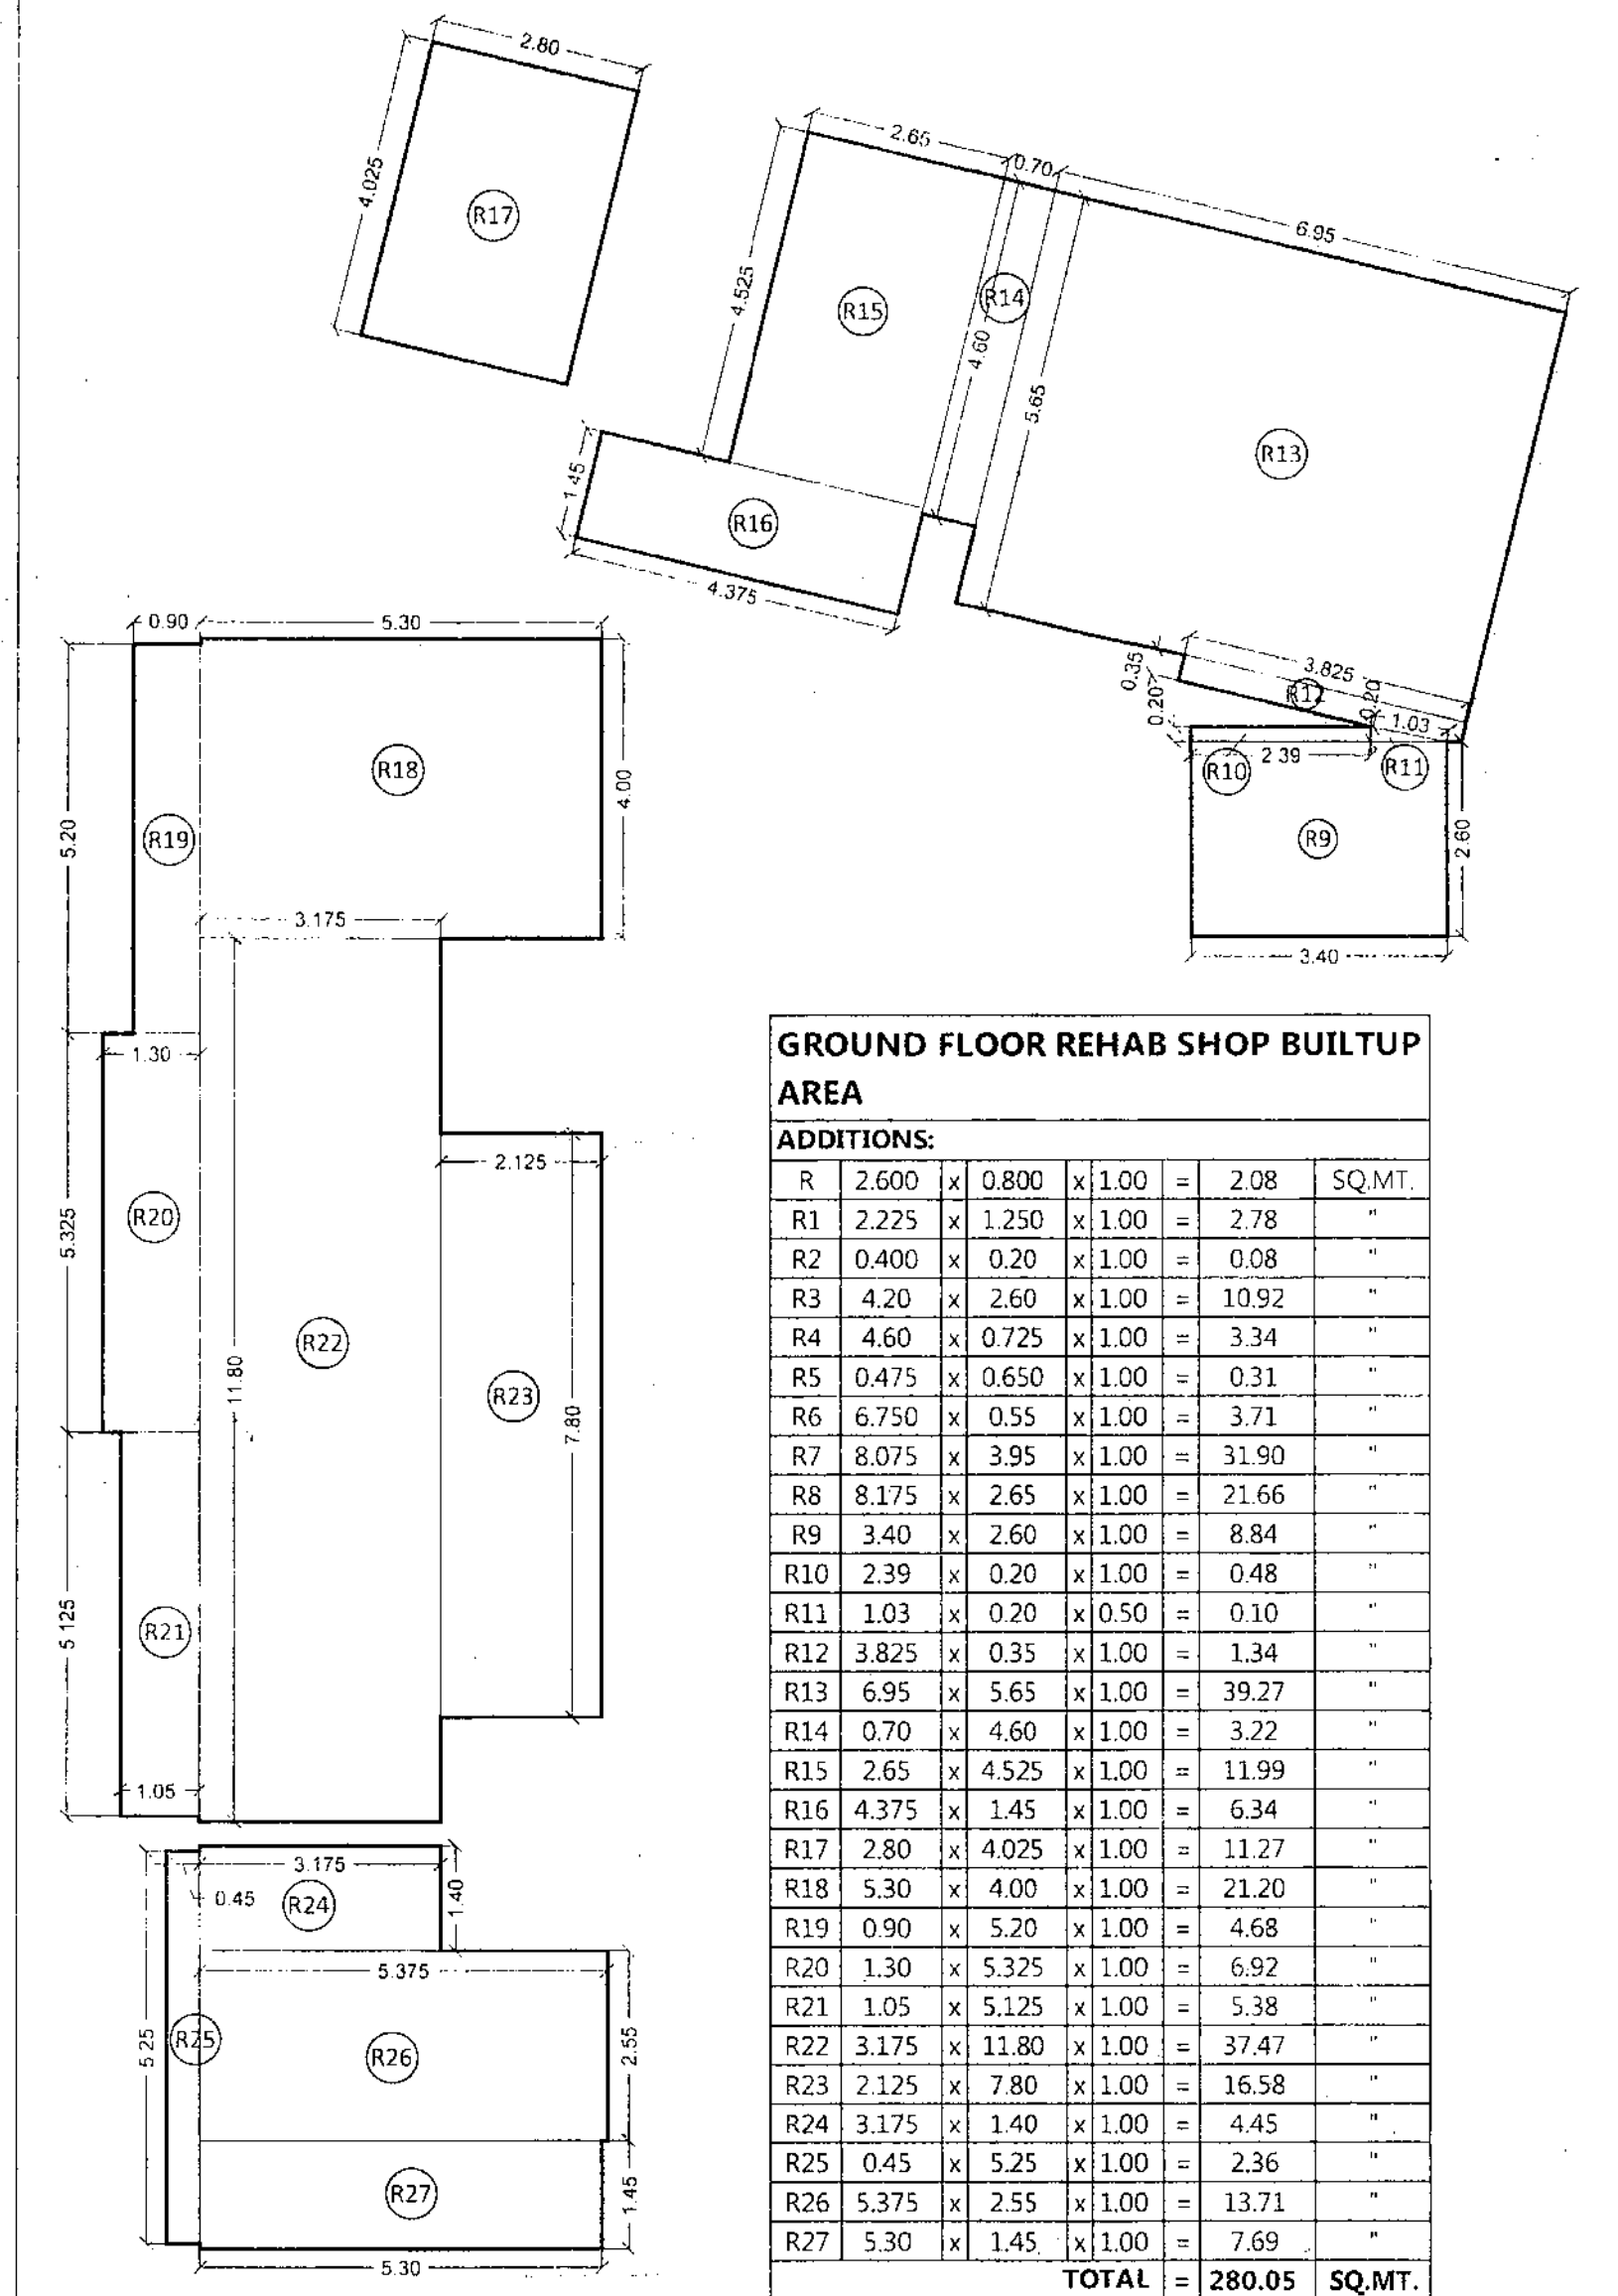 2.80
4.025
R17
2.65
0.70
6.95
4.525
R15
R14
4.60
5.65
R13
1.45
R16
4.375
0.35
3.825
R12
0.20
0.20
1.03
R10
2.39
R11
R9
2.60
3.40
0.90
5.30
R18
4.00
5.20
R19
3.175
1.30
2.125
R20
5.325
R22
11.80
R23
7.80
R21
5.125
1.05
3.175
0.45
R24
1.40
5.375
R25
5.25
R26
2.55
R27
1.45
5.30
GROUND FLOOR REHAB SHOP BUILTUP
AREA
ADDITIONS:
R 2.600 x 0.800 x 1.00 = 2.08 SQ.MT.
R1 2.225 x 1.250 x 1.00 = 2.78 "
R2 0.400 x 0.20 x 1.00 = 0.08 "
R3 4.20 x 2.60 x 1.00 = 10.92 "
R4 4.60 x 0.725 x 1.00 = 3.34 "
R5 0.475 x 0.650 x 1.00 = 0.31 "
R6 6.750 x 0.55 x 1.00 = 3.71 "
R7 8.075 x 3.95 x 1.00 = 31.90 "
R8 8.175 x 2.65 x 1.00 = 21.66 "
R9 3.40 x 2.60 x 1.00 = 8.84 "
R10 2.39 x 0.20 x 1.00 = 0.48 "
R11 1.03 x 0.20 x 0.50 = 0.10 "
R12 3.825 x 0.35 x 1.00 = 1.34 "
R13 6.95 x 5.65 x 1.00 = 39.27 "
R14 0.70 x 4.60 x 1.00 = 3.22 "
R15 2.65 x 4.525 x 1.00 = 11.99 "
R16 4.375 x 1.45 x 1.00 = 6.34 "
R17 2.80 x 4.025 x 1.00 = 11.27 "
R18 5.30 x 4.00 x 1.00 = 21.20 "
R19 0.90 x 5.20 x 1.00 = 4.68 "
R20 1.30 x 5.325 x 1.00 = 6.92 "
R21 1.05 x 5.125 x 1.00 = 5.38 "
R22 3.175 x 11.80 x 1.00 = 37.47 "
R23 2.125 x 7.80 x 1.00 = 16.58 "
R24 3.175 x 1.40 x 1.00 = 4.45 "
R25 0.45 x 5.25 x 1.00 = 2.36 "
R26 5.375 x 2.55 x 1.00 = 13.71 "
R27 5.30 x 1.45 x 1.00 = 7.69 "
TOTAL = 280.05 SQ.MT.